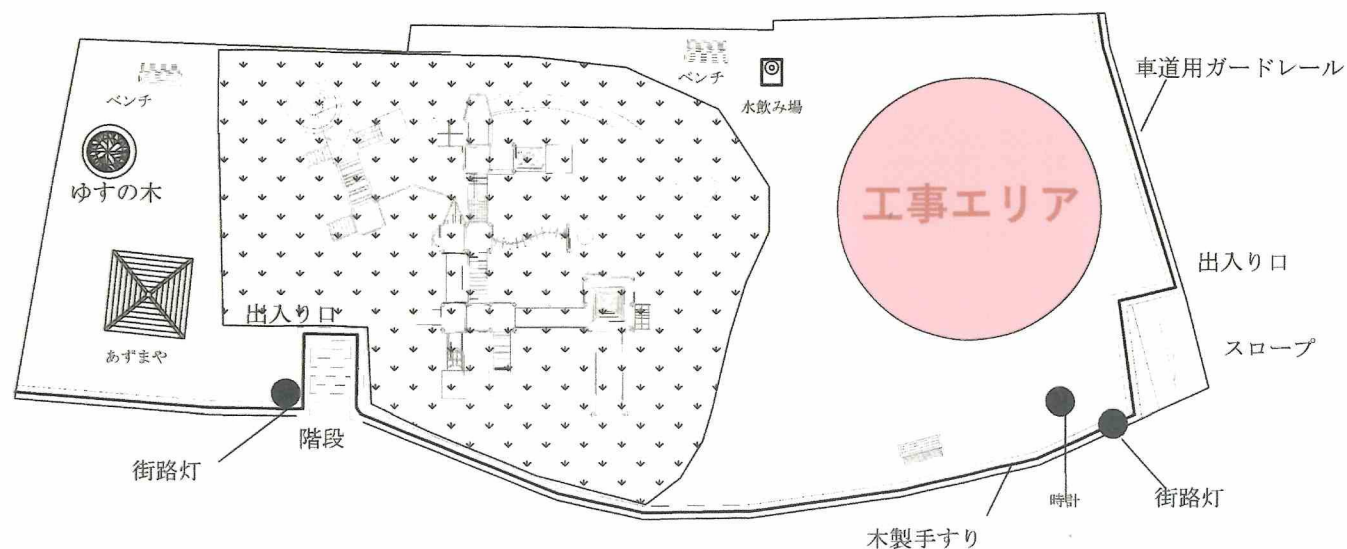 ベンチ
ゆすの木
あずまや
出入り口
階段
街路灯
ベンチ
水飲み場
工事エリア
車道用ガードレール
出入り口
スロープ
時計
街路灯
木製手すり